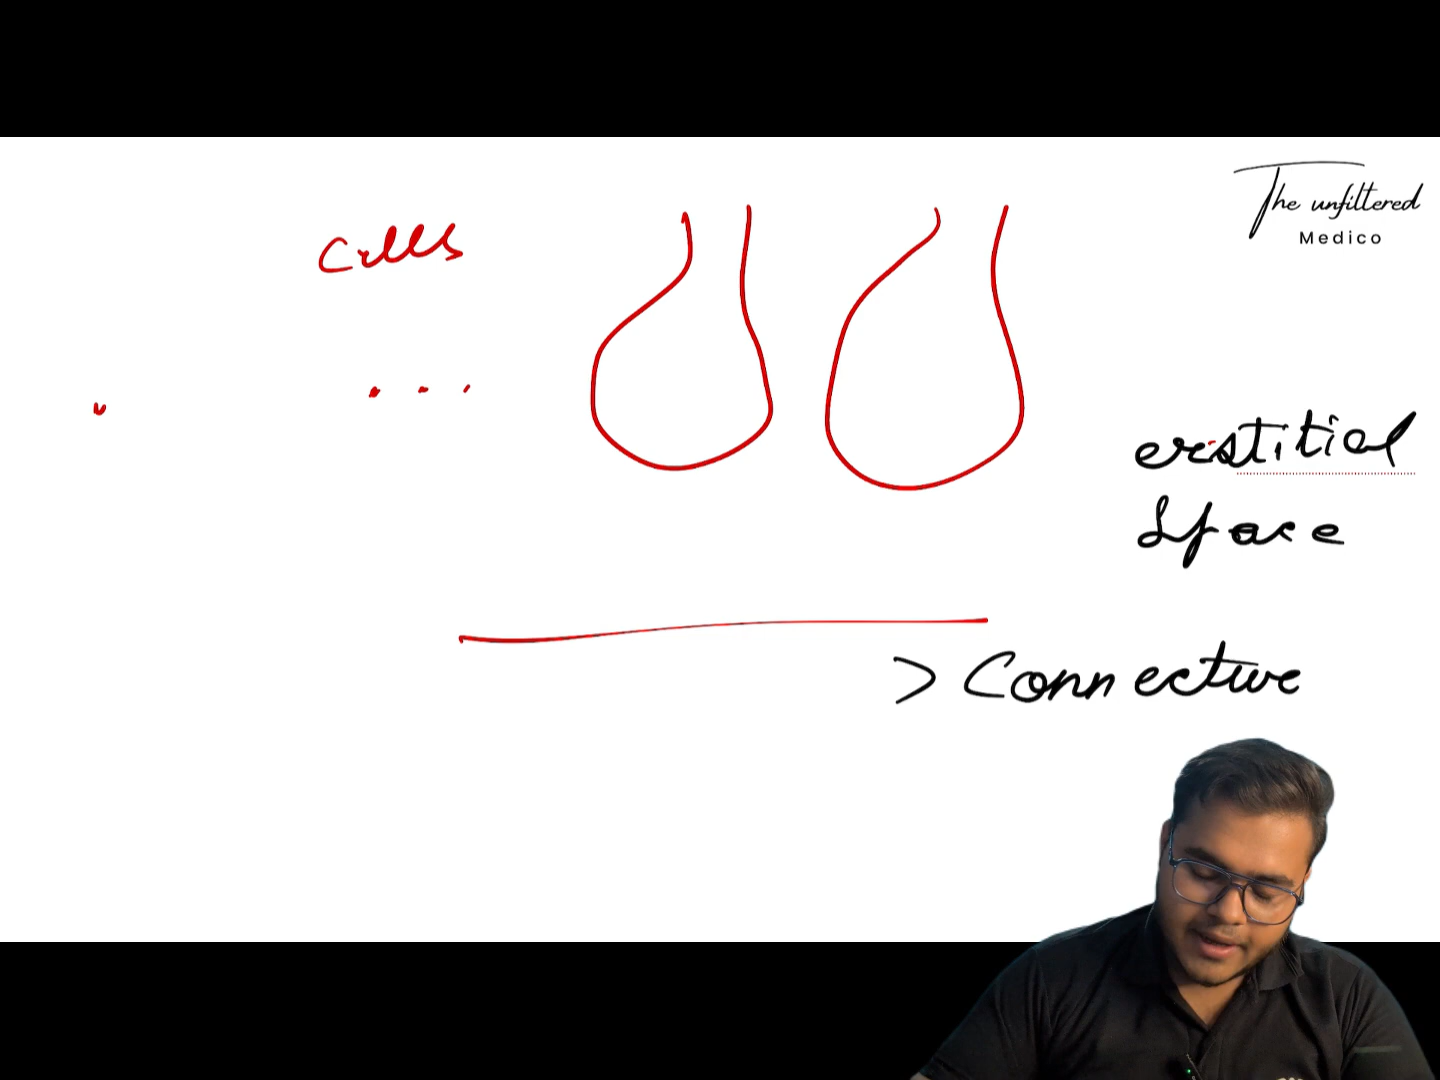 The unfiltered
Medico
Cells
erstitial
Space
> Connective